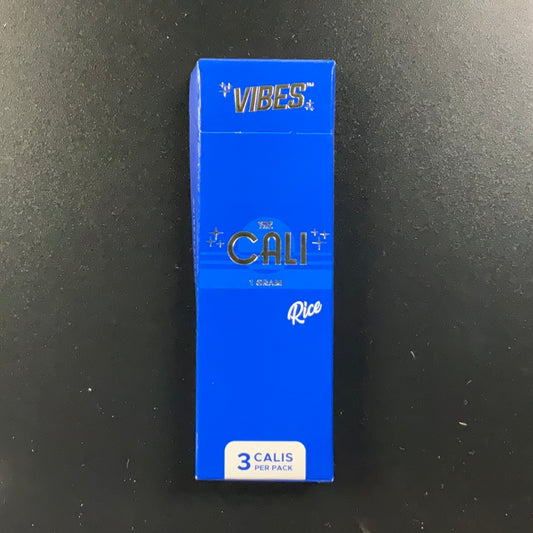 VIBES™
THE
CALI
1 GRAM
Rice
3 CALIS
PER PACK